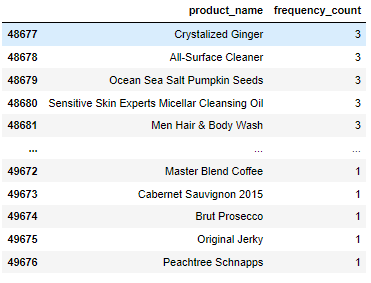 product_name frequency_count
48677 Crystalized Ginger 3
48678 All-Surface Cleaner 3
48679 Ocean Sea Salt Pumpkin Seeds 3
48680 Sensitive Skin Experts Micellar Cleansing Oil 3
48681 Men Hair & Body Wash 3
... ... ...
49672 Master Blend Coffee 1
49673 Cabernet Sauvignon 2015 1
49674 Brut Prosecco 1
49675 Original Jerky 1
49676 Peachtree Schnapps 1